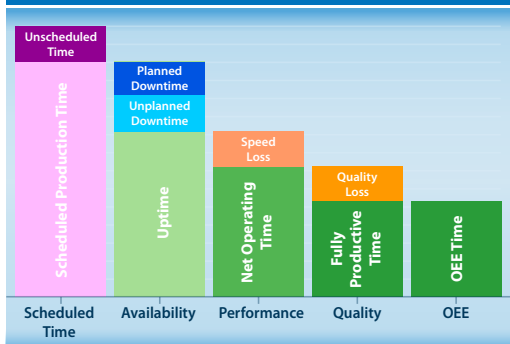 Unscheduled
Time
Scheduled Production Time
Planned
Downtime
Unplanned
Downtime
Uptime
Speed
Loss
Net Operating
Time
Quality
Loss
Fully
Productive
Time
OEE Time
Scheduled
Time
Availability
Performance
Quality
OEE